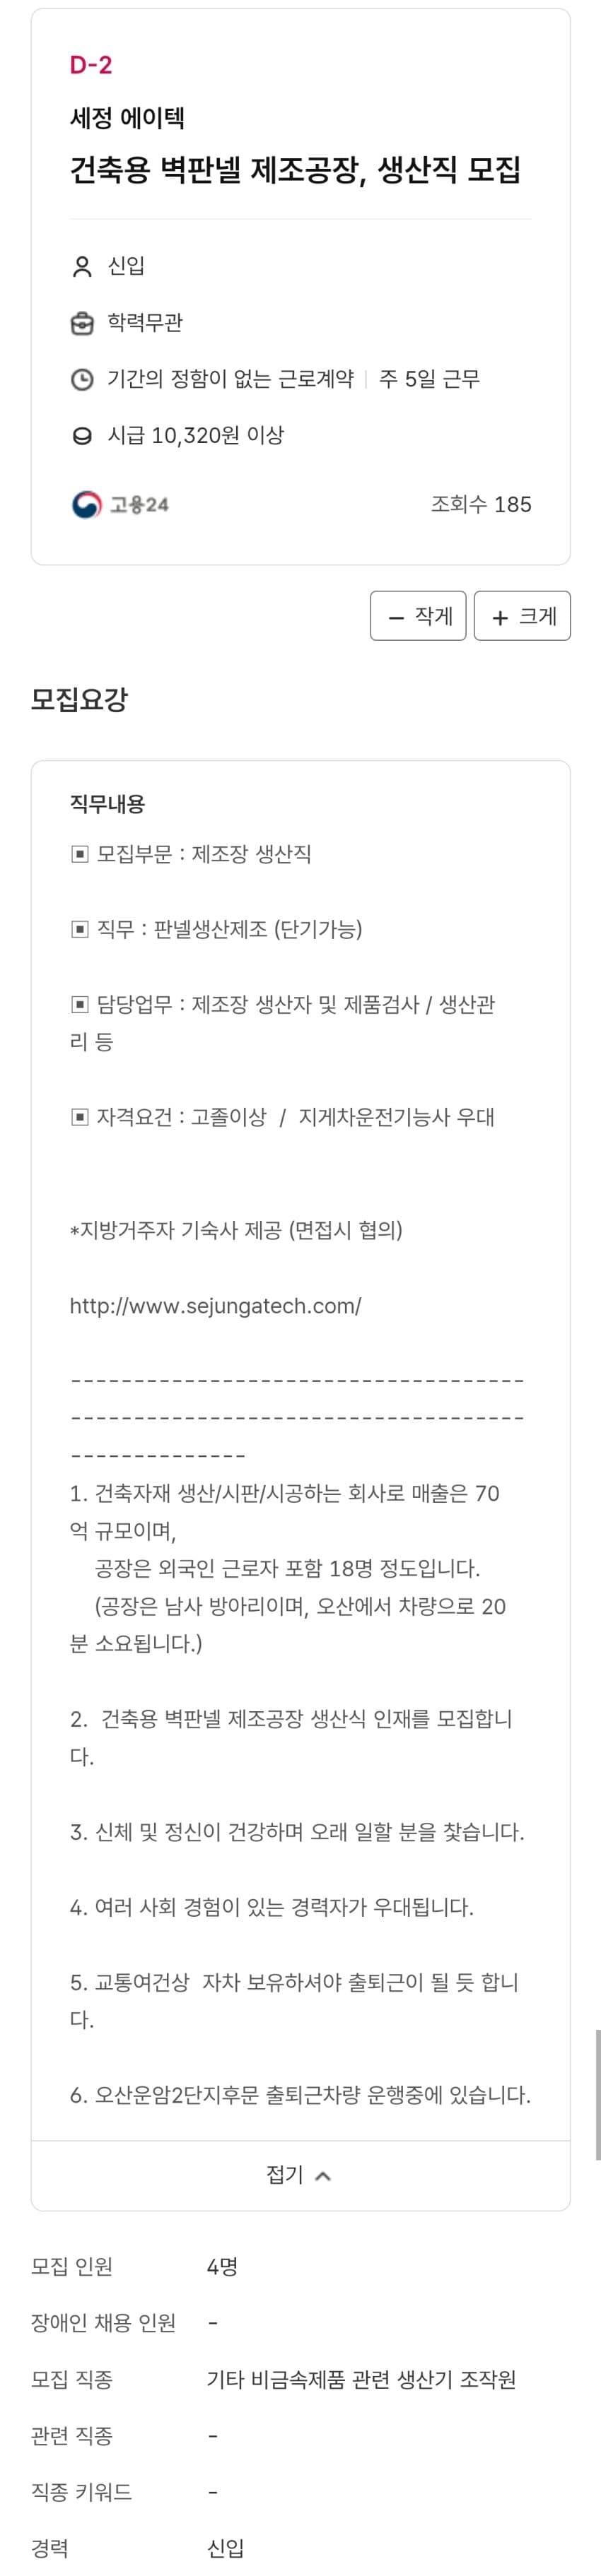 D-2
세정 에이텍
건축용 벽판넬 제조공장, 생산직 모집
신입
학력무관
기간의 정함이 없는 근로계약 | 주 5일 근무
시급 10,320원 이상
고용24 조회수 185
− 작게 + 크게
모집요강
직무내용
▣ 모집부문 : 제조장 생산직
▣ 직무 : 판넬생산제조 (단기가능)
▣ 담당업무 : 제조장 생산자 및 제품검사 / 생산관
리 등
▣ 자격요건 : 고졸이상 / 지게차운전기능사 우대
*지방거주자 기숙사 제공 (면접시 협의)
http://www.sejungatech.com/
------------------------------------
------------------------------------
--------------
1. 건축자재 생산/시판/시공하는 회사로 매출은 70
억 규모이며,
공장은 외국인 근로자 포함 18명 정도입니다.
(공장은 남사 방아리이며, 오산에서 차량으로 20
분 소요됩니다.)
2. 건축용 벽판넬 제조공장 생산식 인재를 모집합니
다.
3. 신체 및 정신이 건강하며 오래 일할 분을 찾습니다.
4. 여러 사회 경험이 있는 경력자가 우대됩니다.
5. 교통여건상 자차 보유하셔야 출퇴근이 될 듯 합니
다.
6. 오산운암2단지후문 출퇴근차량 운행중에 있습니다.
접기
모집 인원 4명
장애인 채용 인원 -
모집 직종 기타 비금속제품 관련 생산기 조작원
관련 직종 -
직종 키워드 -
경력 신입